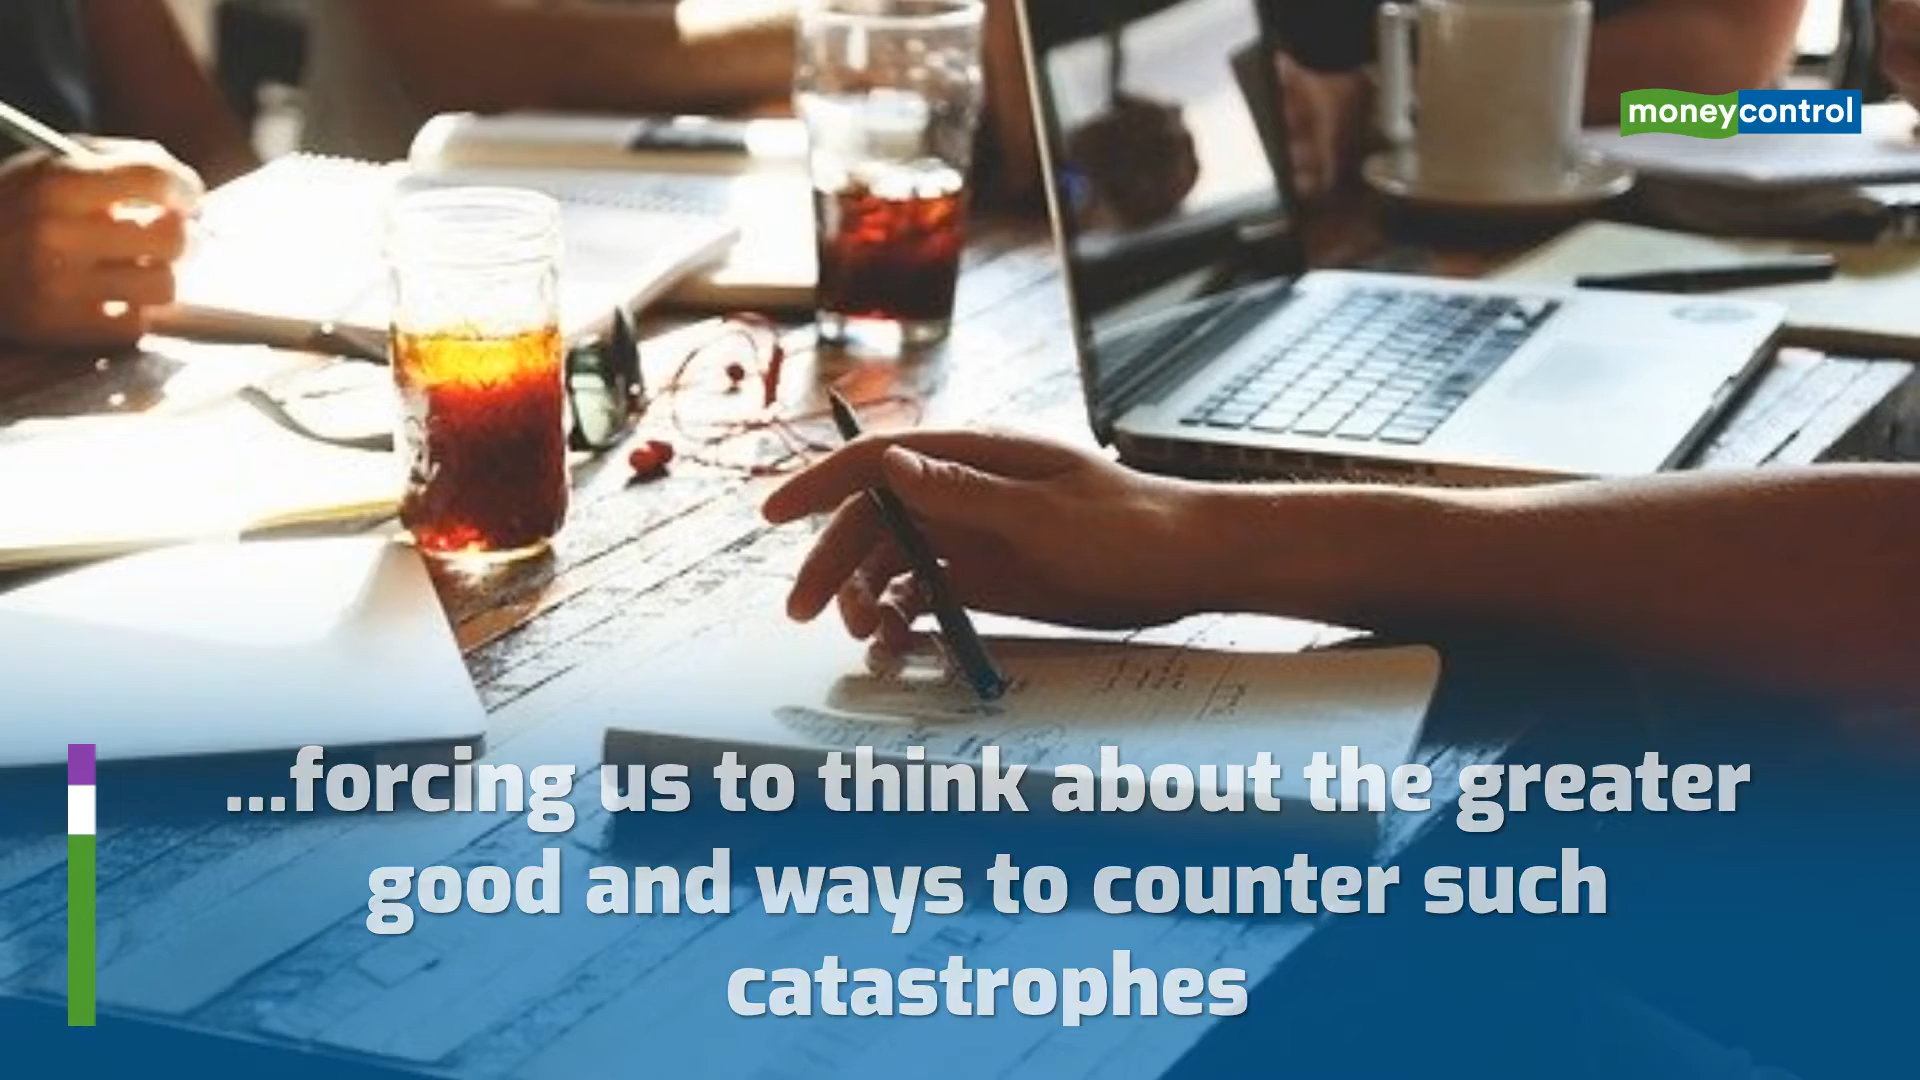 moneycontrol
...forcing us to think about the greater
good and ways to counter such
catastrophes